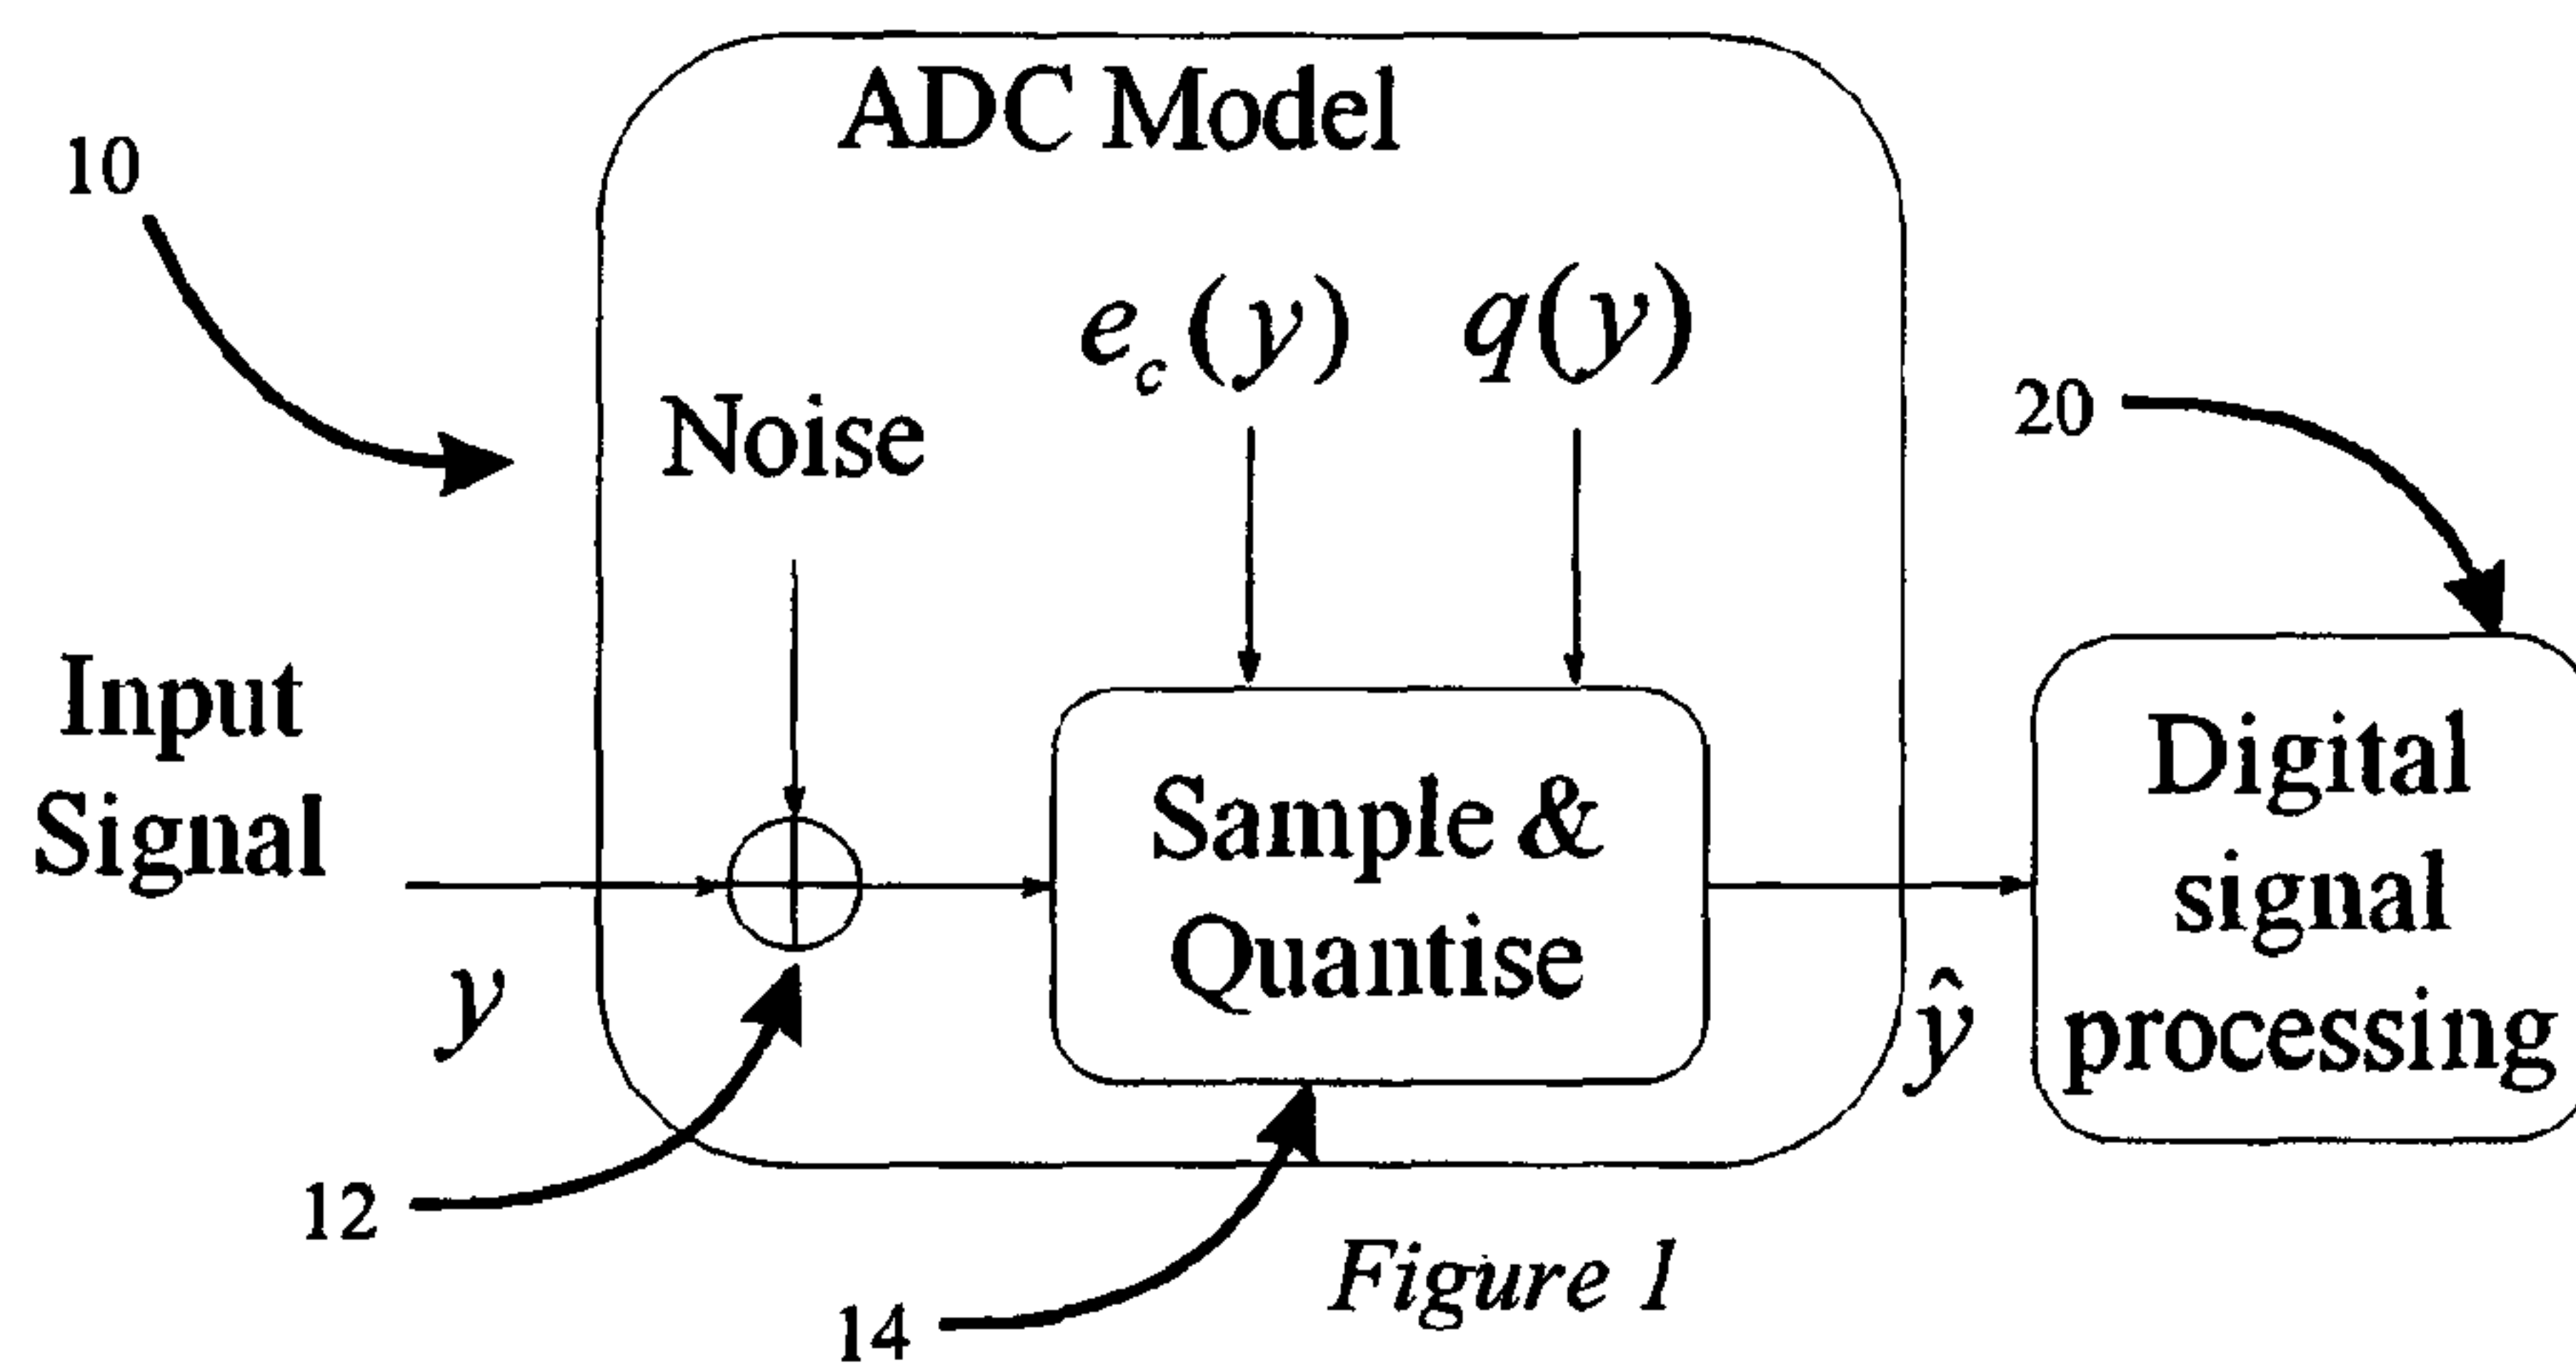 ADC Model
10
e_c(y)
q(y)
Noise
20
Input
Signal
y
Sample &
Quantise
ŷ
Digital
signal
processing
12
14
Figure 1